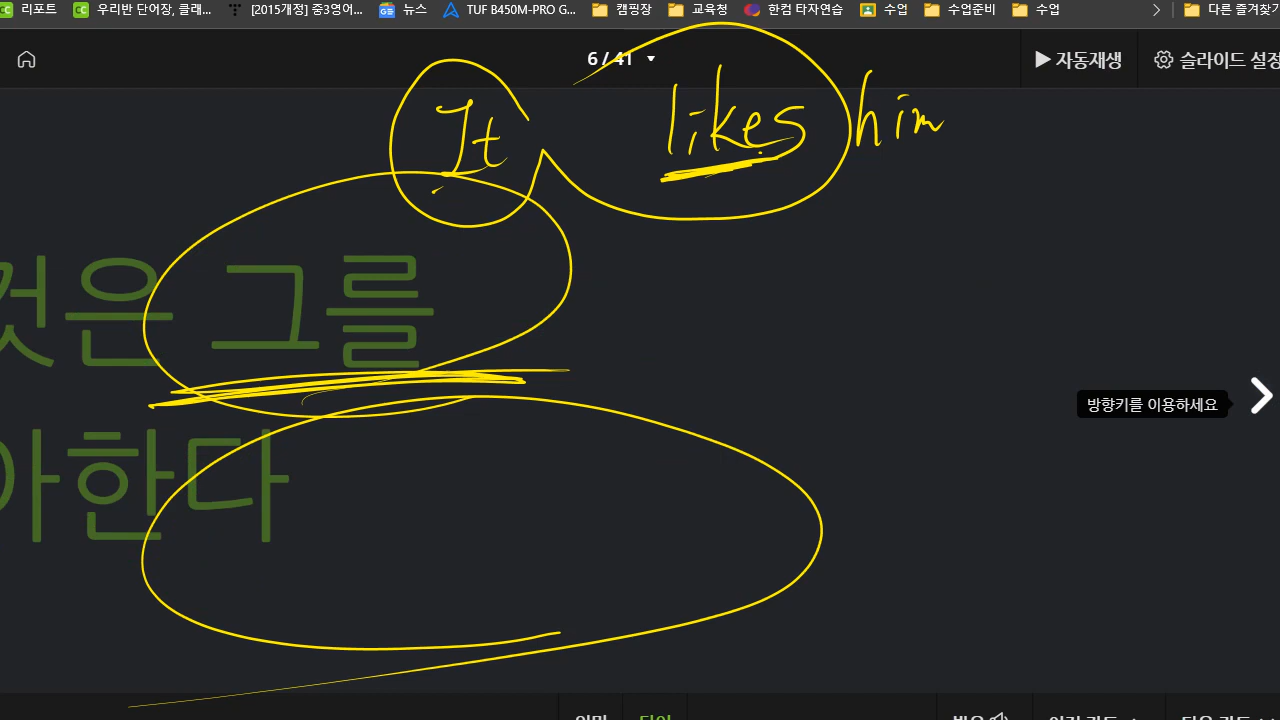 리포트 우리반 단어장, 클래... [2015개정] 중3영어... 뉴스 TUF B450M-PRO G... 캠핑장 교육청 한컴 타자연습 수업 수업준비 수업 다른 즐겨찾기
6 / 41 자동재생 슬라이드 설정
It likes him
것은 그를
방향키를 이용하세요
아한다